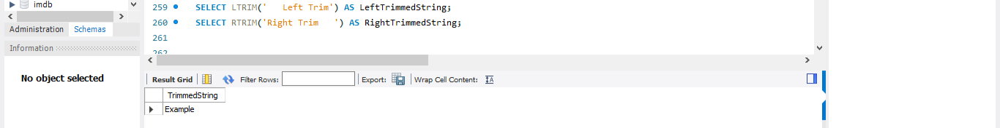 imdb
259 SELECT LTRIM('   Left Trim') AS LeftTrimmedString;
260 SELECT RTRIM('Right Trim   ') AS RightTrimmedString;
261
262
Administration Schemas
Information
No object selected
Result Grid Filter Rows: Export: Wrap Cell Content: IA
TrimmedString
Example